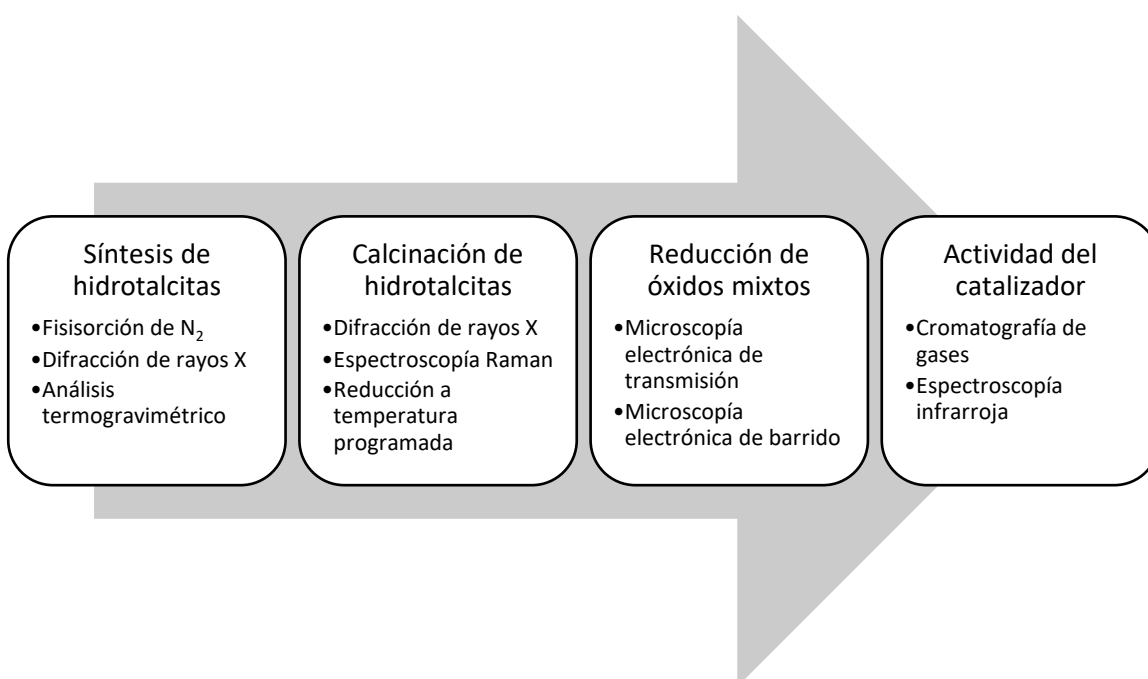 Síntesis de
hidrotalcitas
•Fisisorción de N₂
•Difracción de rayos X
•Análisis
termogravimétrico
Calcinación de
hidrotalcitas
•Difracción de rayos X
•Espectroscopía Raman
•Reducción a
temperatura
programada
Reducción de
óxidos mixtos
•Microscopía
electrónica de
transmisión
•Microscopía
electrónica de barrido
Actividad del
catalizador
•Cromatografía de
gases
•Espectroscopía
infrarroja